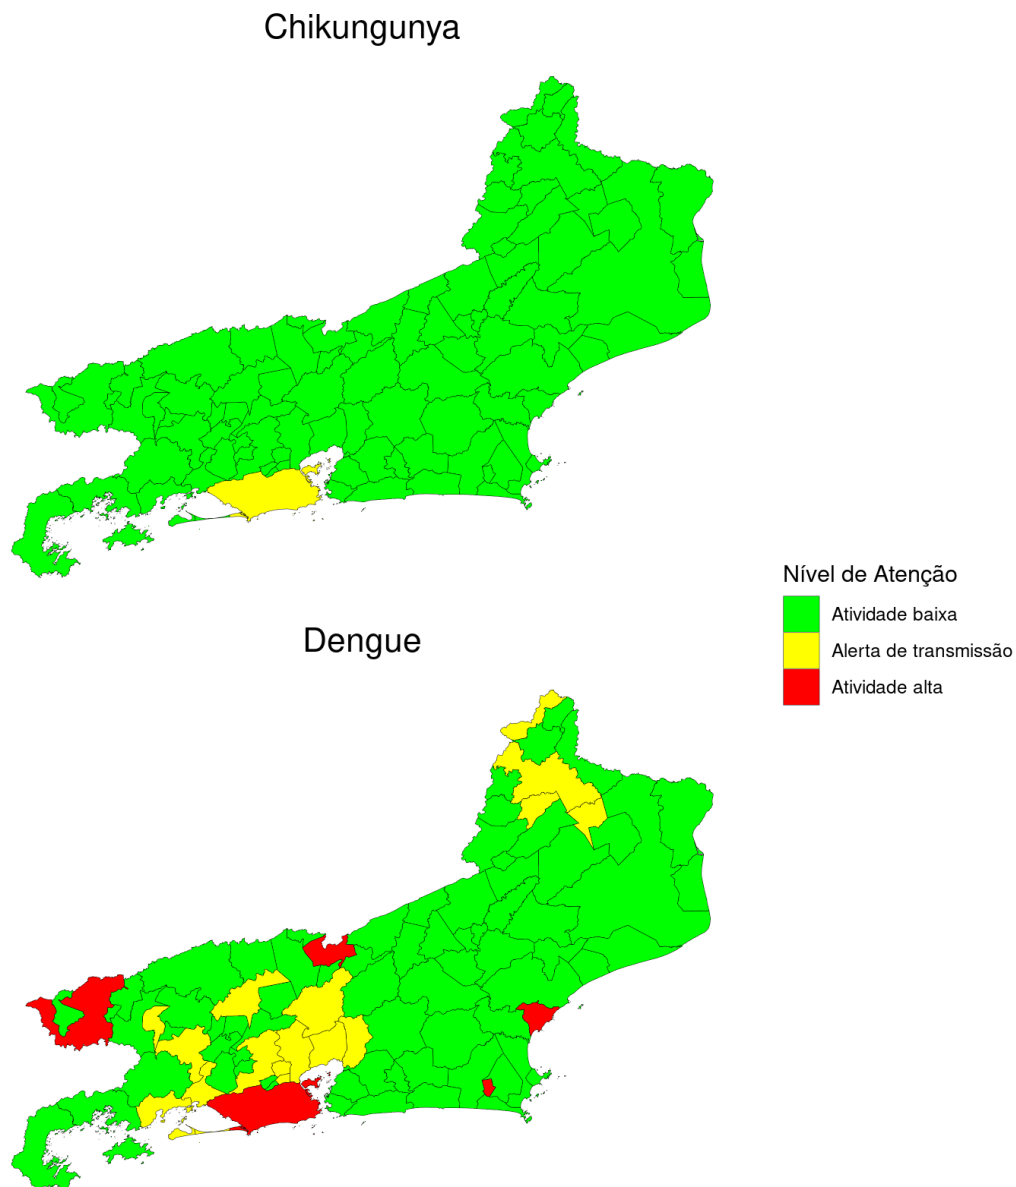 Chikungunya
Nível de Atenção
Atividade baixa
Alerta de transmissão
Atividade alta
Dengue